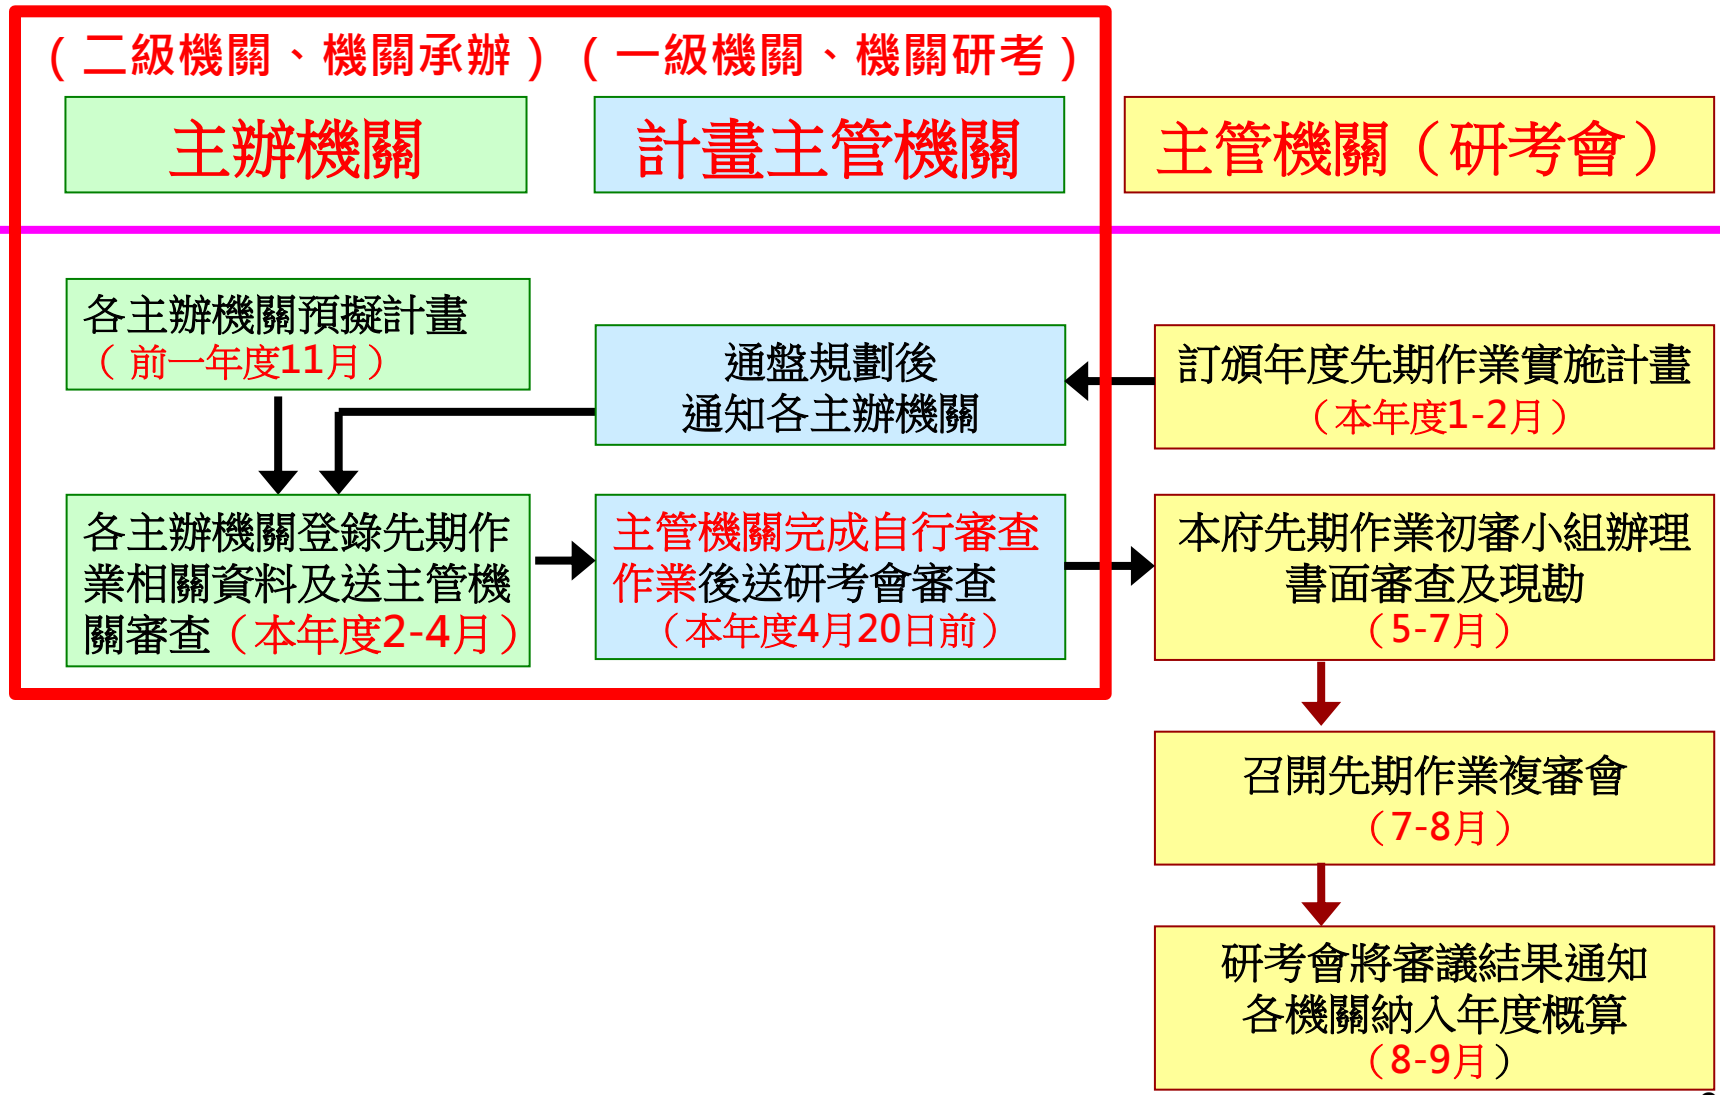 （二級機關、機關承辦）
（一級機關、機關研考）
主辦機關
計畫主管機關
主管機關（研考會）
各主辦機關預擬計畫
（ 前一年度11月）
通盤規劃後
通知各主辦機關
訂頒年度先期作業實施計畫
（本年度1-2月）
各主辦機關登錄先期作
業相關資料及送主管機
關審查（本年度2-4月）
主管機關完成自行審查
作業後送研考會審查
（本年度4月20日前）
本府先期作業初審小組辦理
書面審查及現勘
（5-7月）
召開先期作業複審會
（7-8月）
研考會將審議結果通知
各機關納入年度概算
（8-9月）